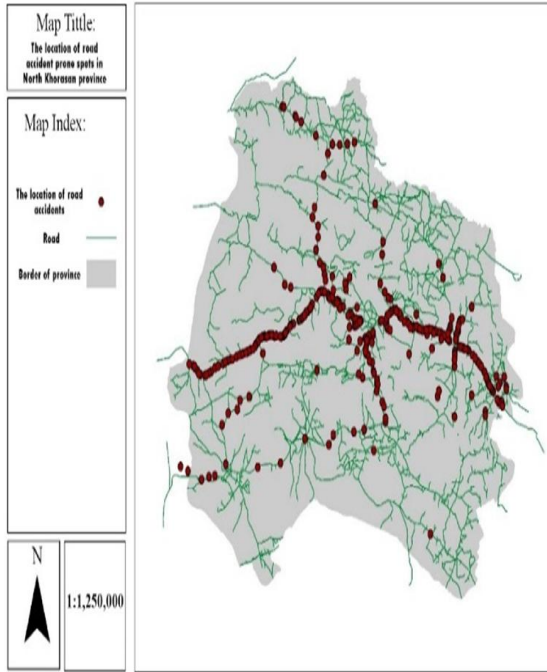 Map Tittle:
The location of road
accident prone spots in
North Khorasan province
Map Index:
The location of road
accidents
Road
Border of province
N
1:1,250,000